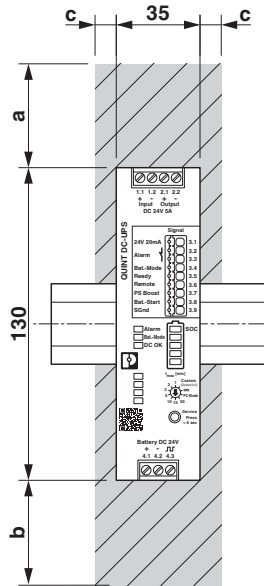 c 35 c
a
1.1 1.2 2.1 2.2
+ - + -
Input Output
DC 24V 5A
QUINT DC-UPS
Signal
24V 20mA 3.1
3.2
Alarm 3.3
Bat.-Mode 3.4
Ready 3.5
Remote 3.6
PS Boost 3.7
Bat.-Start 3.8
SGnd 3.9
130
Alarm SOC
Bat.-Mode
DC OK
[min]
Custom
PC-Mode
Service
Press
> 6 sec
Battery DC 24V
+ -
4.1 4.2 4.3
b